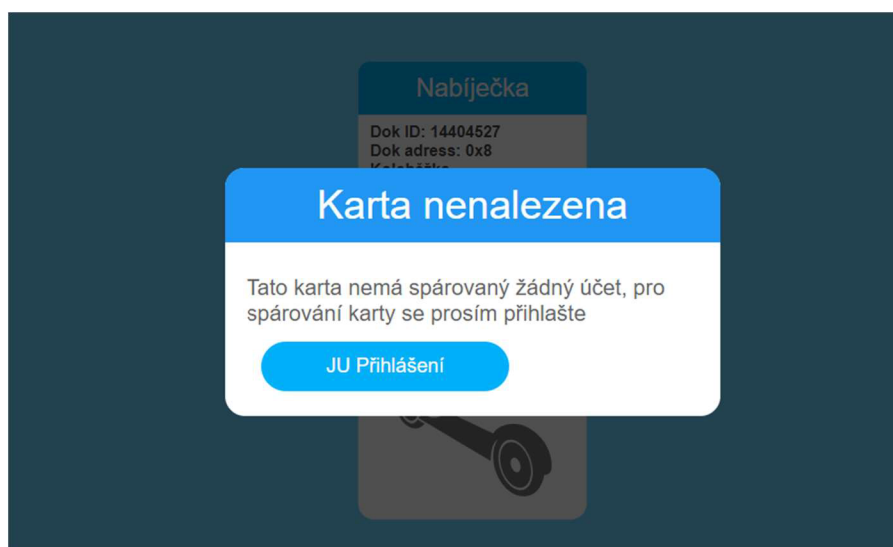 Nabíječka
Dok ID: 14404527
Dok adress: 0x8
Karta nenalezena
Tato karta nemá spárovaný žádný účet, pro
spárování karty se prosím přihlašte
JU Přihlášení